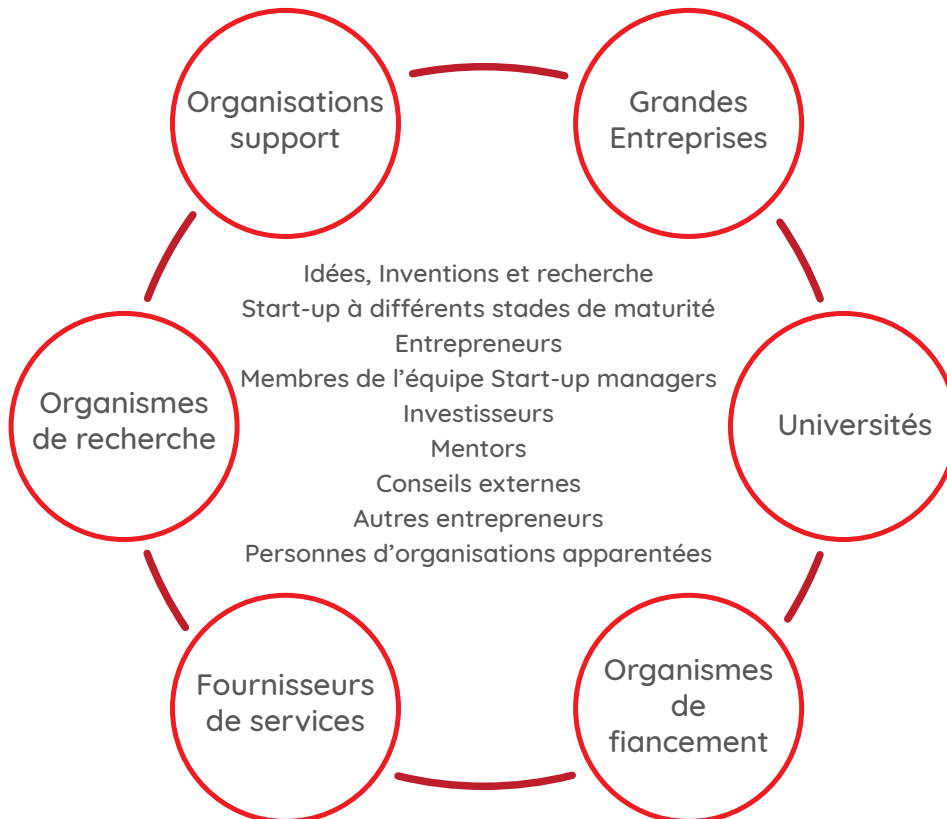 Organisations
support
Grandes
Entreprises
Idées, Inventions et recherche
Start-up à différents stades de maturité
Entrepreneurs
Membres de l’équipe Start-up managers
Investisseurs
Mentors
Conseils externes
Autres entrepreneurs
Personnes d’organisations apparentées
Organismes
de recherche
Universités
Fournisseurs
de services
Organismes
de
fiancement